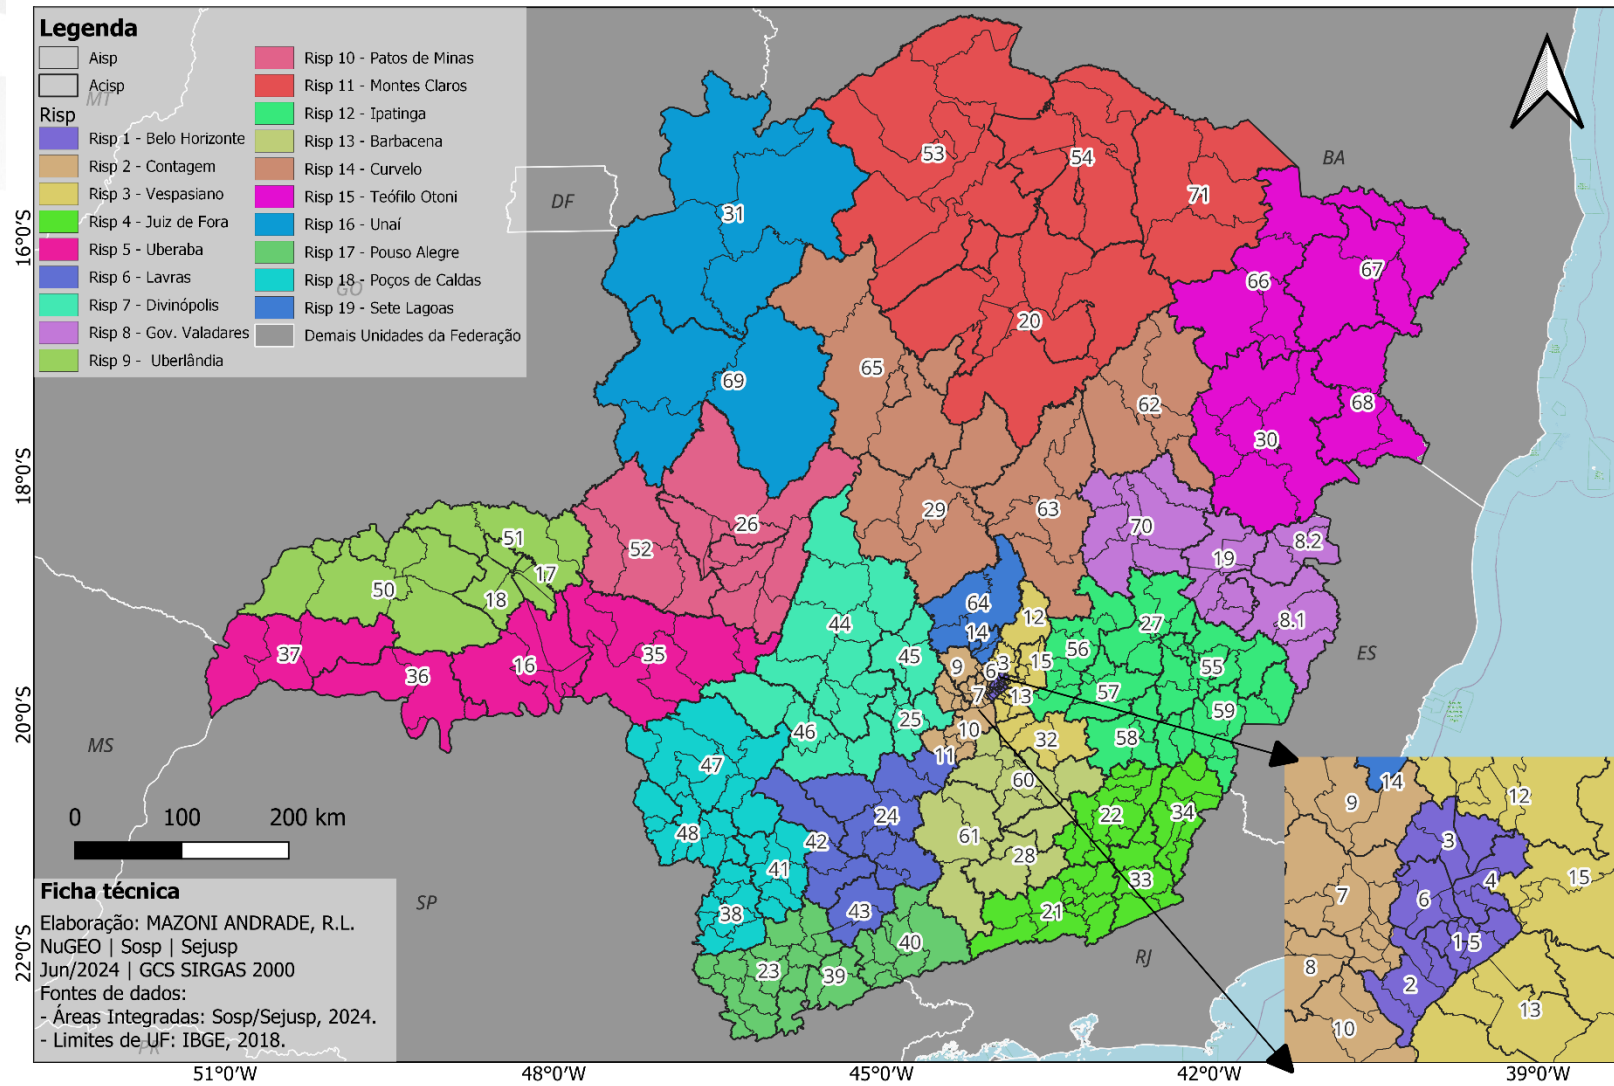 Legenda
Aisp
Acisp
MT
Risp
Risp 1 - Belo Horizonte
Risp 2 - Contagem
Risp 3 - Vespasiano
Risp 4 - Juiz de Fora
Risp 5 - Uberaba
Risp 6 - Lavras
Risp 7 - Divinópolis
Risp 8 - Gov. Valadares
Risp 9 - Uberlândia
Risp 10 - Patos de Minas
Risp 11 - Montes Claros
Risp 12 - Ipatinga
Risp 13 - Barbacena
Risp 14 - Curvelo
Risp 15 - Teófilo Otoni
Risp 16 - Unaí
Risp 17 - Pouso Alegre
Risp 18 - Poços de Caldas
GO
Risp 19 - Sete Lagoas
Demais Unidades da Federação
DF
BA
ES
RJ
SP
MS
PR
53
54
71
31
66
67
20
65
69
62
68
30
29
63
26
52
70
19
8.2
8.1
51
17
18
50
37
36
16
35
44
45
46
25
64
14
12
9
6
3
15
7
13
10
11
32
56
27
55
57
59
58
60
61
28
22
34
33
21
24
42
43
47
48
41
38
23
39
40
14
9
12
3
7
6
4
15
1
5
8
2
10
13
0 100 200 km
Ficha técnica
Elaboração: MAZONI ANDRADE, R.L.
NuGEO | Sosp | Sejusp
Jun/2024 | GCS SIRGAS 2000
Fontes de dados:
- Áreas Integradas: Sosp/Sejusp, 2024.
- Limites de UF: IBGE, 2018.
16°0'S
18°0'S
20°0'S
22°0'S
51°0'W
48°0'W
45°0'W
42°0'W
39°0'W